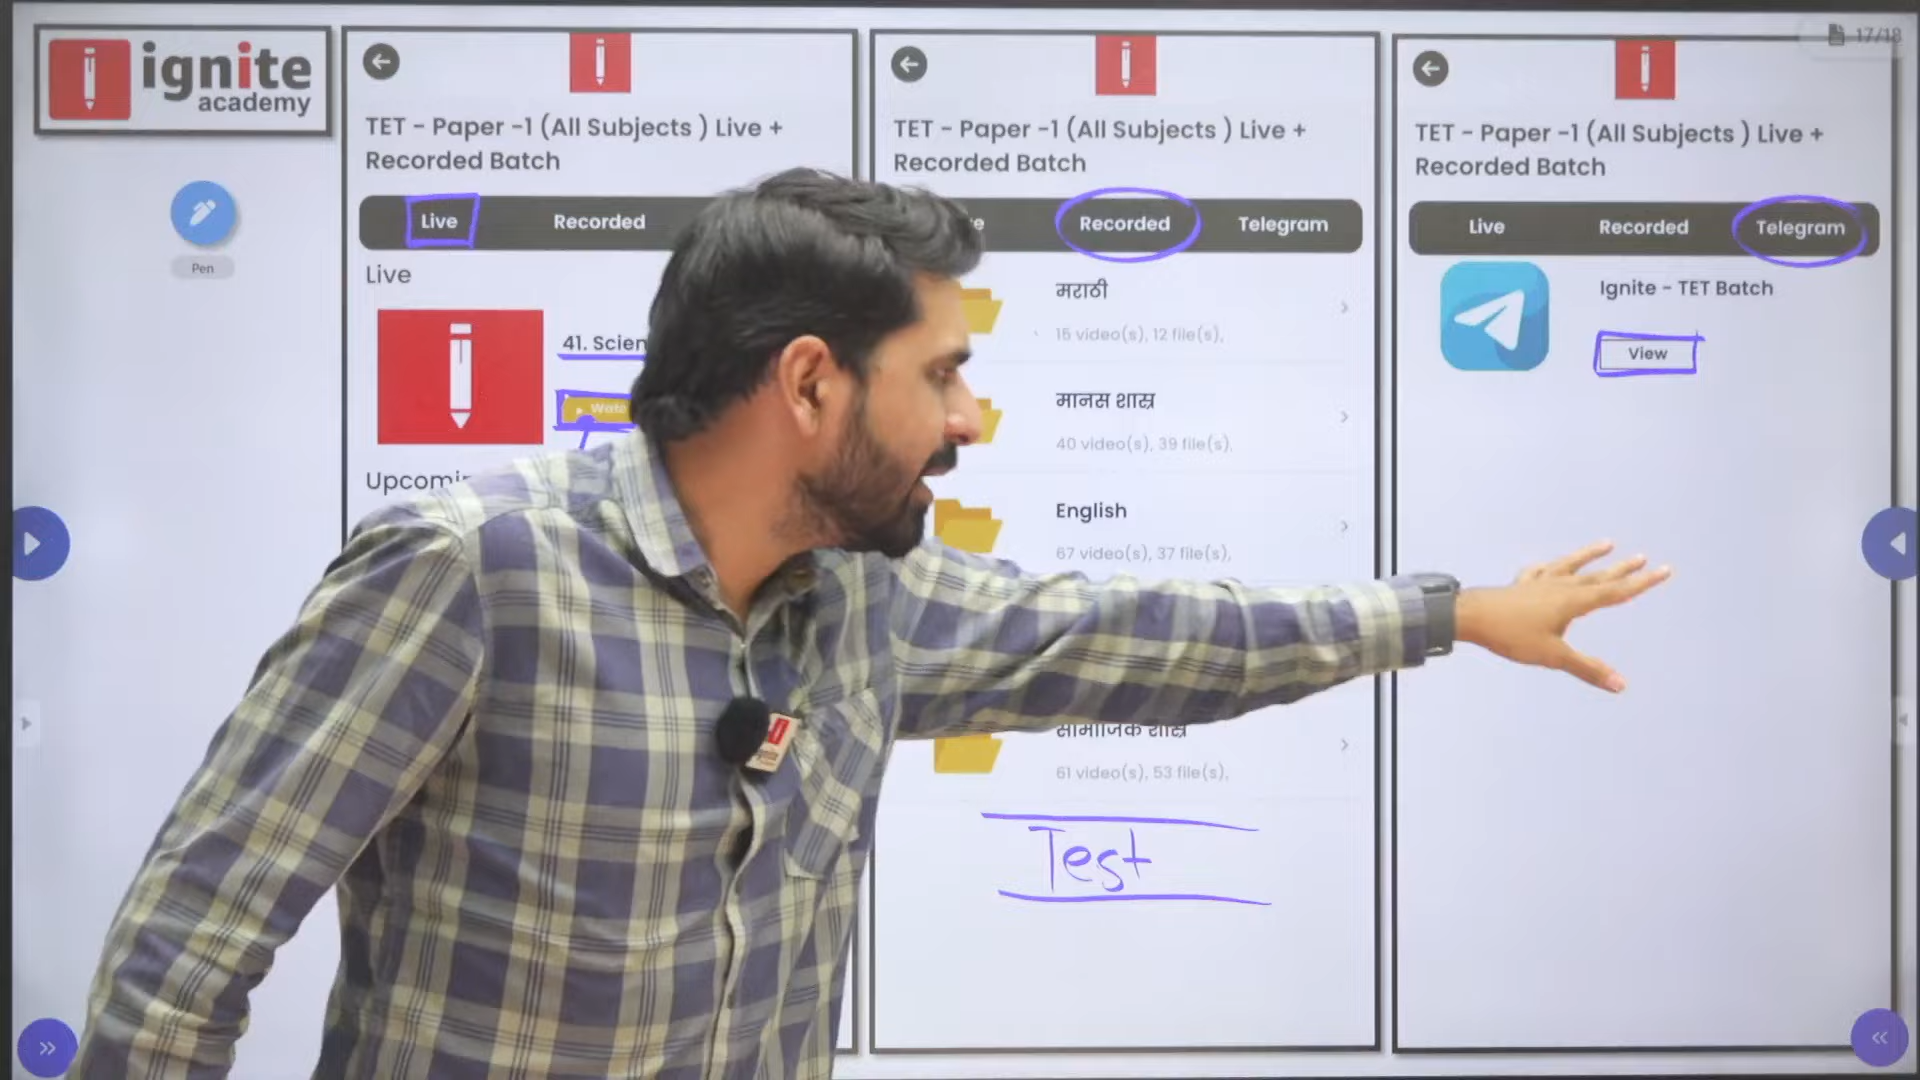 ignite
academy
Pen
TET - Paper -1 (All Subjects ) Live +
Recorded Batch
Live Recorded
Live
41. Scien
Upcomin
TET - Paper -1 (All Subjects ) Live +
Recorded Batch
Recorded Telegram
मराठी
15 video(s), 12 file(s),
मानस शास्त्र
40 video(s), 39 file(s),
English
67 video(s), 37 file(s),
सामाजिक शास्त्र
61 video(s), 53 file(s),
Test
17/18
TET - Paper -1 (All Subjects ) Live +
Recorded Batch
Live Recorded Telegram
Ignite - TET Batch
View